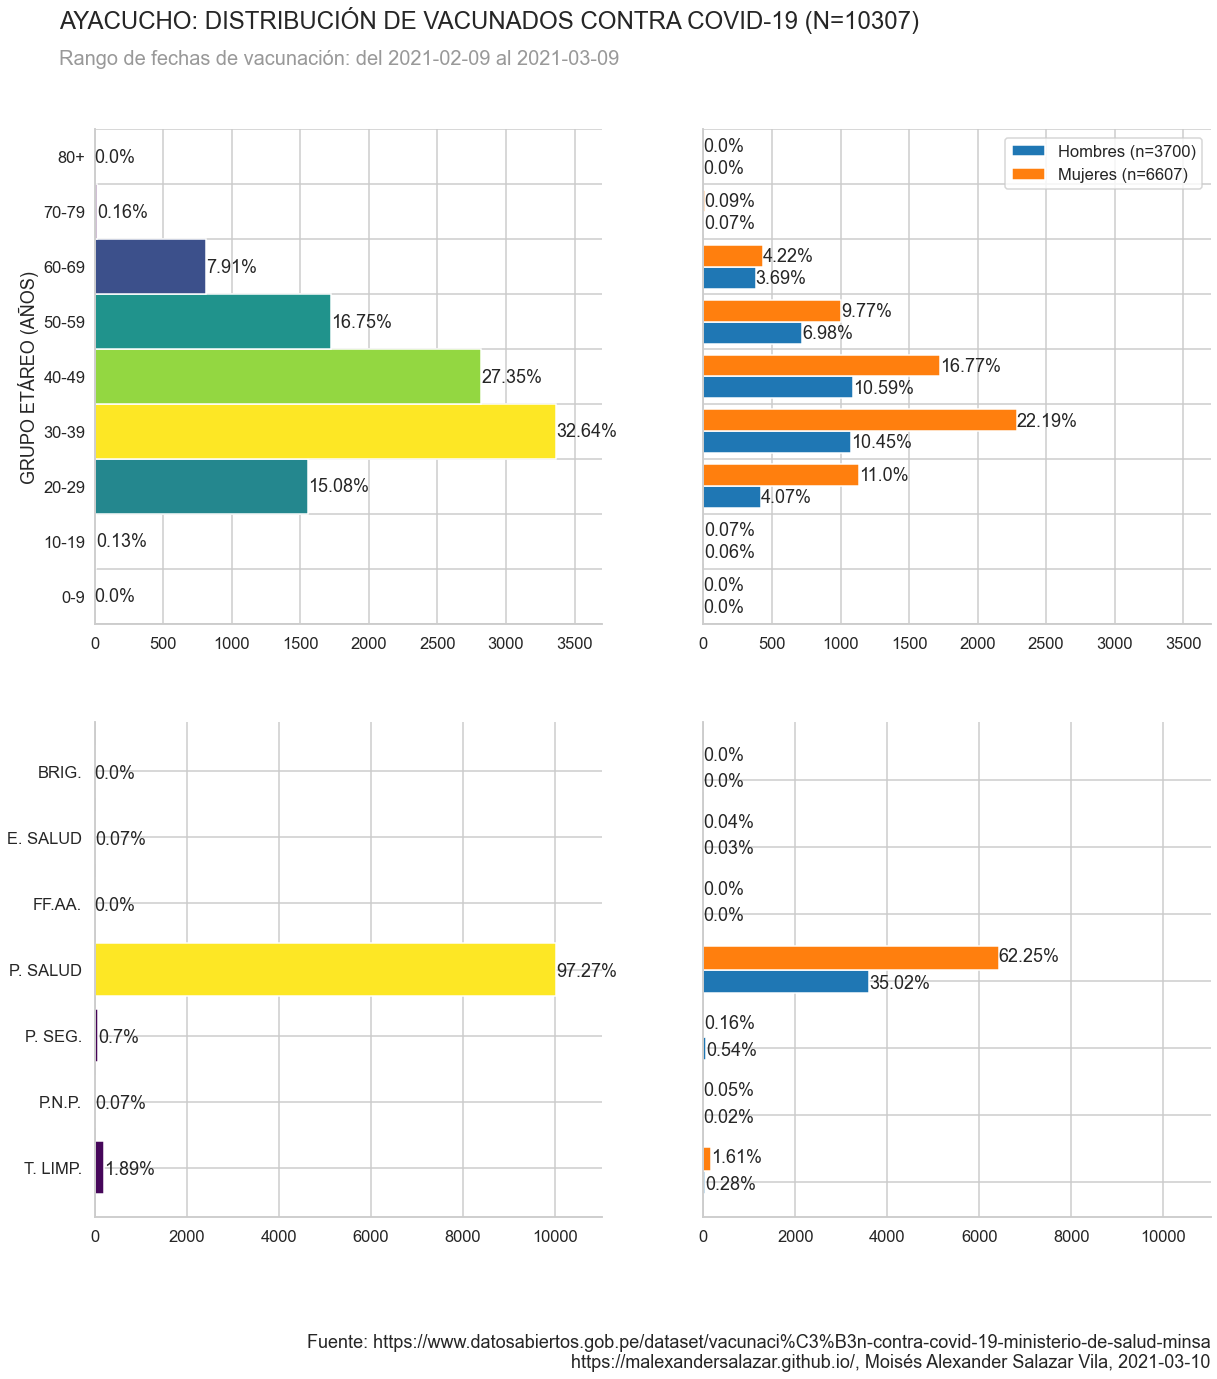 AYACUCHO: DISTRIBUCIÓN DE VACUNADOS CONTRA COVID-19 (N=10307)
Rango de fechas de vacunación: del 2021-02-09 al 2021-03-09
GRUPO ETÁREO (AÑOS)
80+ 0.0%
70-79 0.16%
60-69 7.91%
50-59 16.75%
40-49 27.35%
30-39 32.64%
20-29 15.08%
10-19 0.13%
0-9 0.0%
0 500 1000 1500 2000 2500 3000 3500
Hombres (n=3700)
Mujeres (n=6607)
0.0%
0.0%
0.09%
0.07%
4.22%
3.69%
9.77%
6.98%
16.77%
10.59%
22.19%
10.45%
11.0%
4.07%
0.07%
0.06%
0.0%
0.0%
0 500 1000 1500 2000 2500 3000 3500
BRIG. 0.0%
E. SALUD 0.07%
FF.AA. 0.0%
P. SALUD 97.27%
P. SEG. 0.7%
P.N.P. 0.07%
T. LIMP. 1.89%
0 2000 4000 6000 8000 10000
0.0%
0.0%
0.04%
0.03%
0.0%
0.0%
62.25%
35.02%
0.16%
0.54%
0.05%
0.02%
1.61%
0.28%
0 2000 4000 6000 8000 10000
Fuente: https://www.datosabiertos.gob.pe/dataset/vacunaci%C3%B3n-contra-covid-19-ministerio-de-salud-minsa
https://malexandersalazar.github.io/, Moisés Alexander Salazar Vila, 2021-03-10